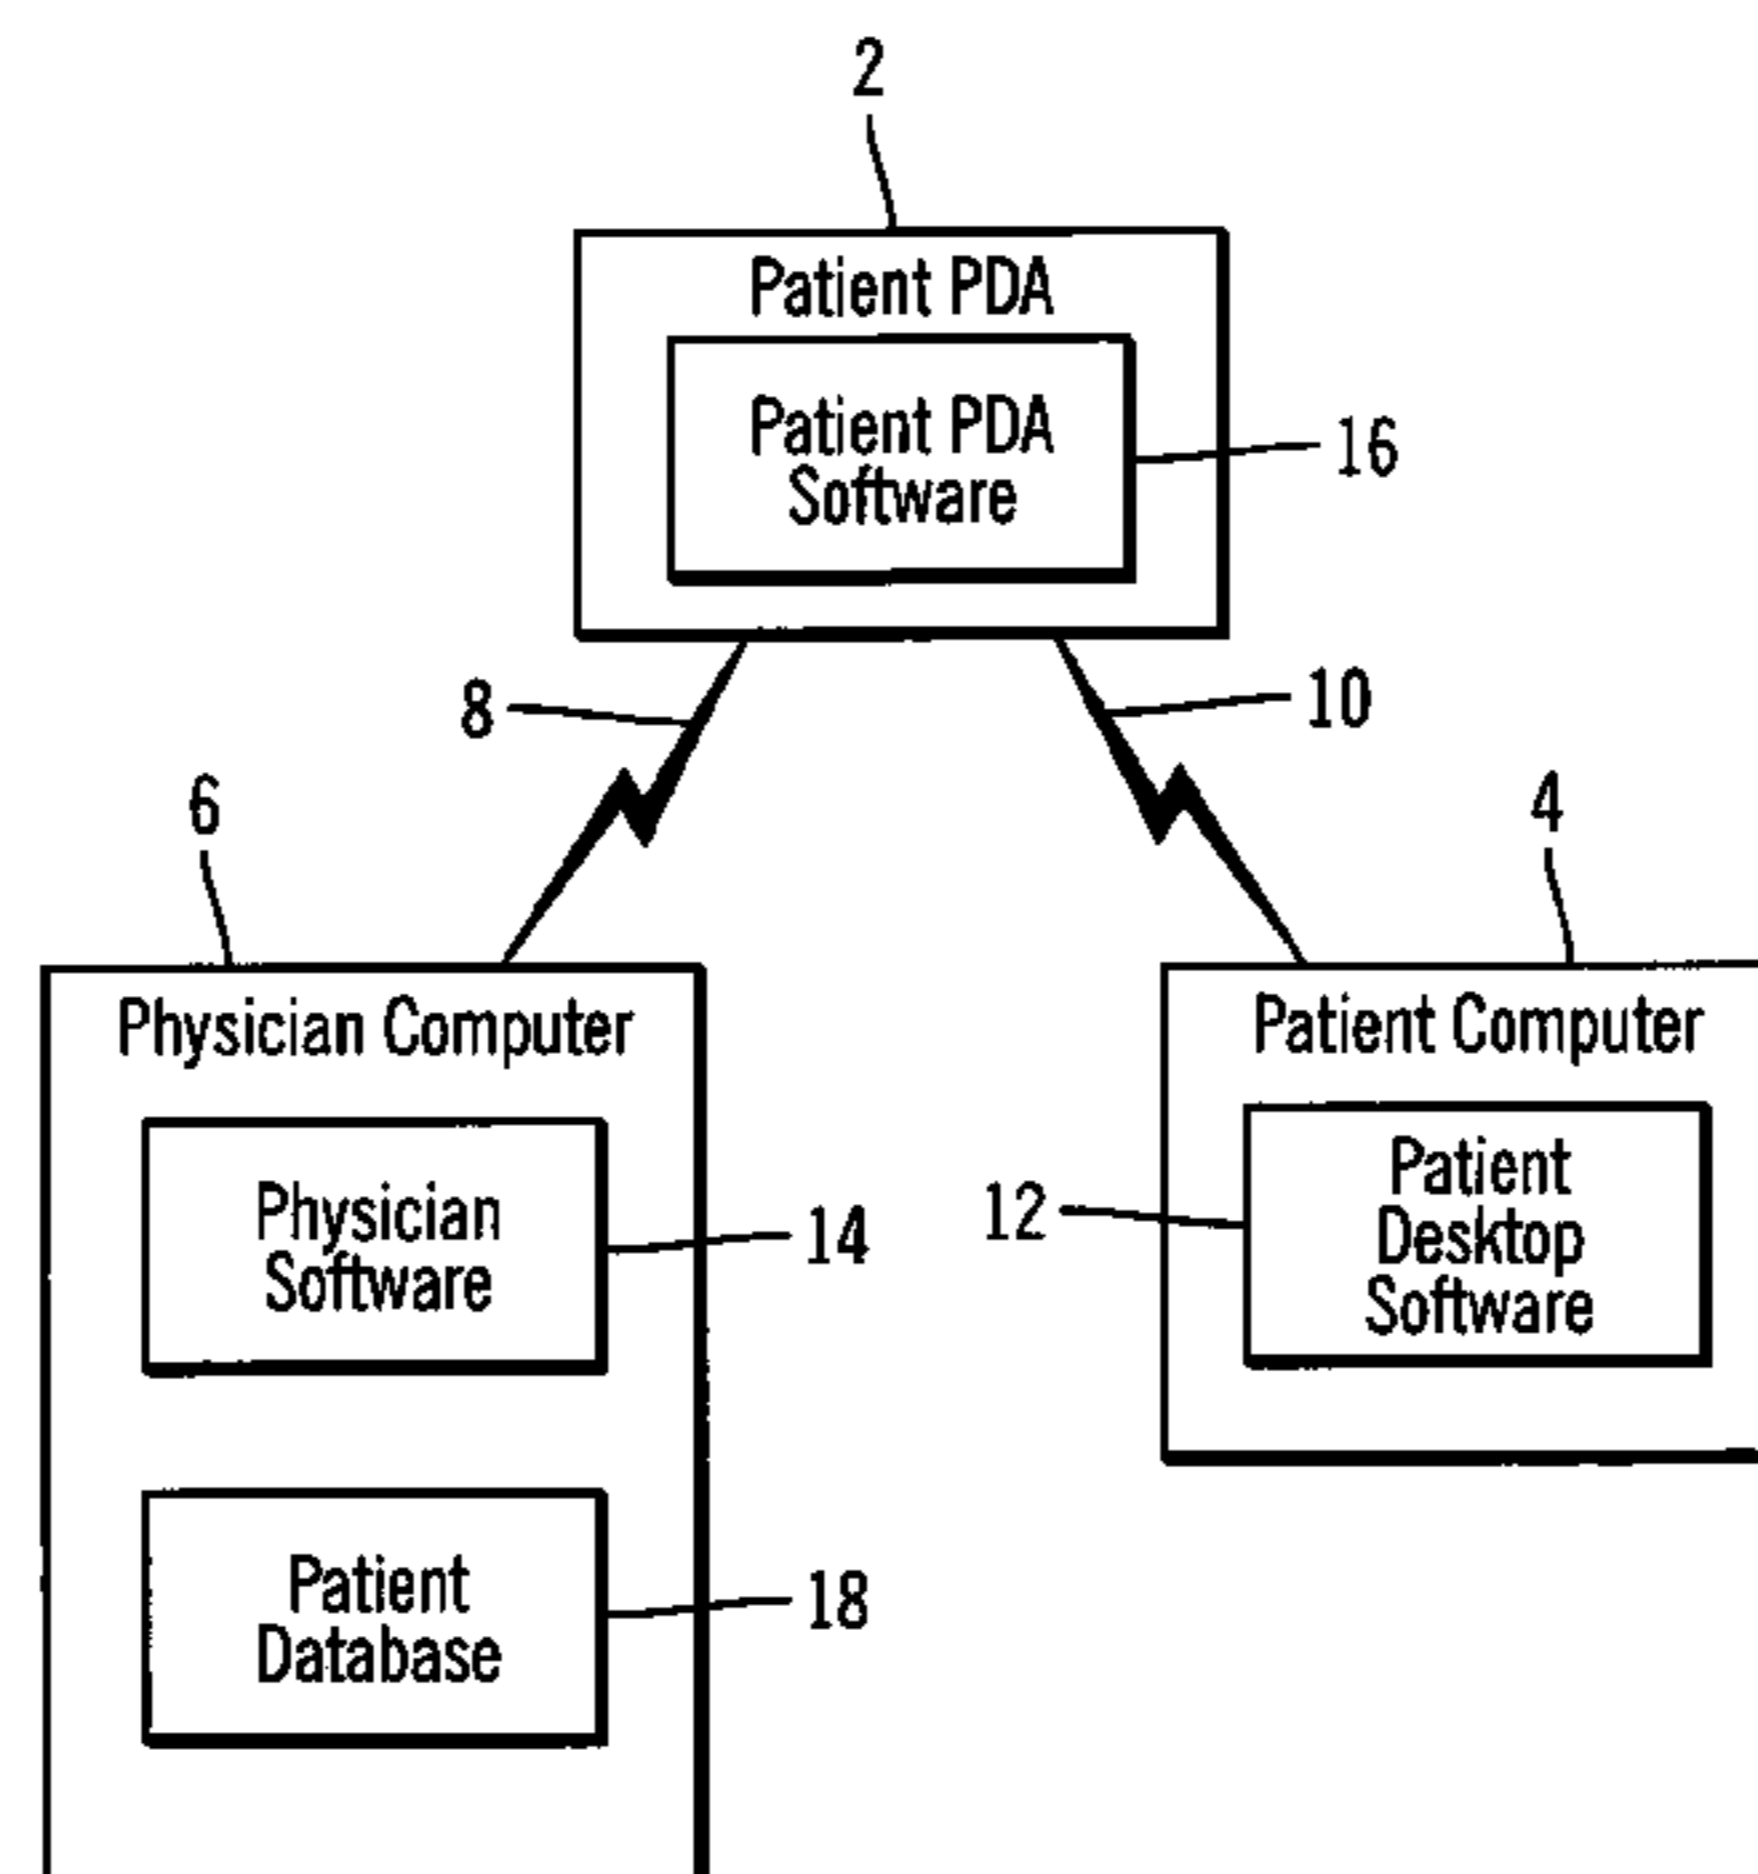 2
Patient PDA
Patient PDA
Software
16
8
10
6
4
Physician Computer
Patient Computer
Physician
Software
14
12
Patient
Desktop
Software
Patient
Database
18